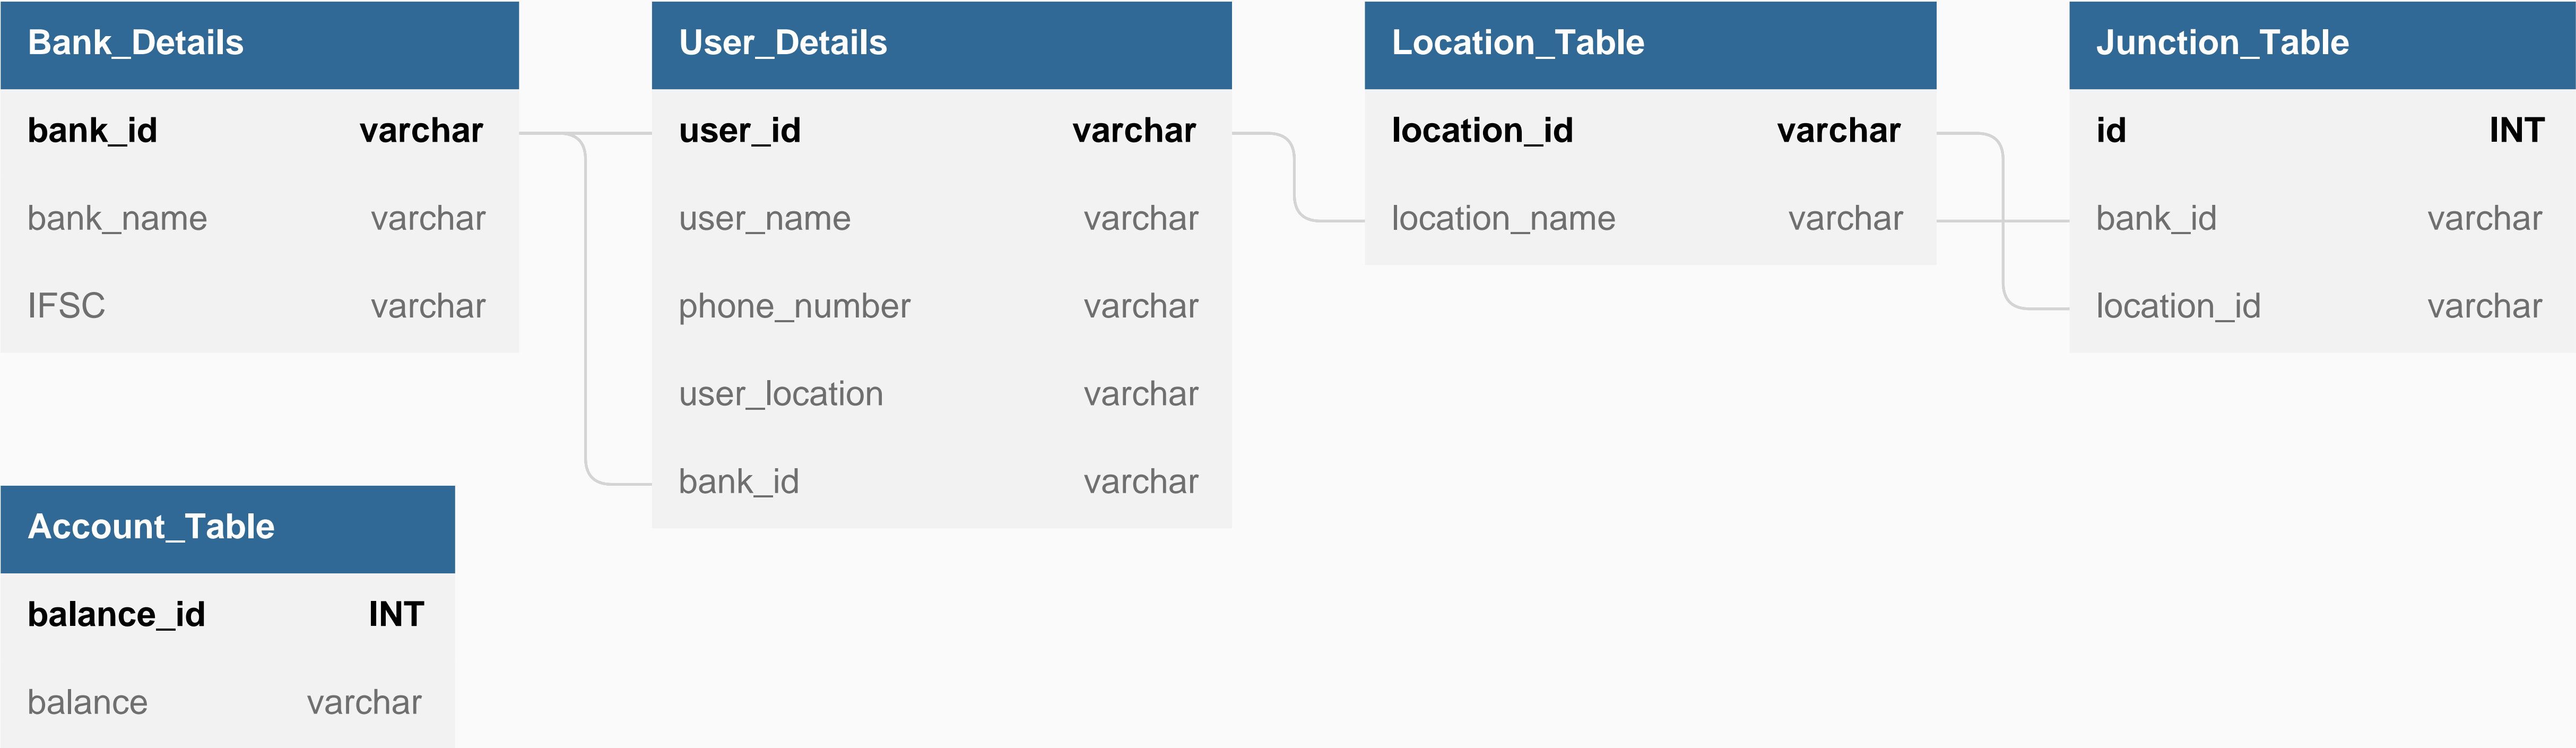 Bank_Details
bank_id varchar
bank_name varchar
IFSC varchar
User_Details
user_id varchar
user_name varchar
phone_number varchar
user_location varchar
bank_id varchar
Location_Table
location_id varchar
location_name varchar
Junction_Table
id INT
bank_id varchar
location_id varchar
Account_Table
balance_id INT
balance varchar